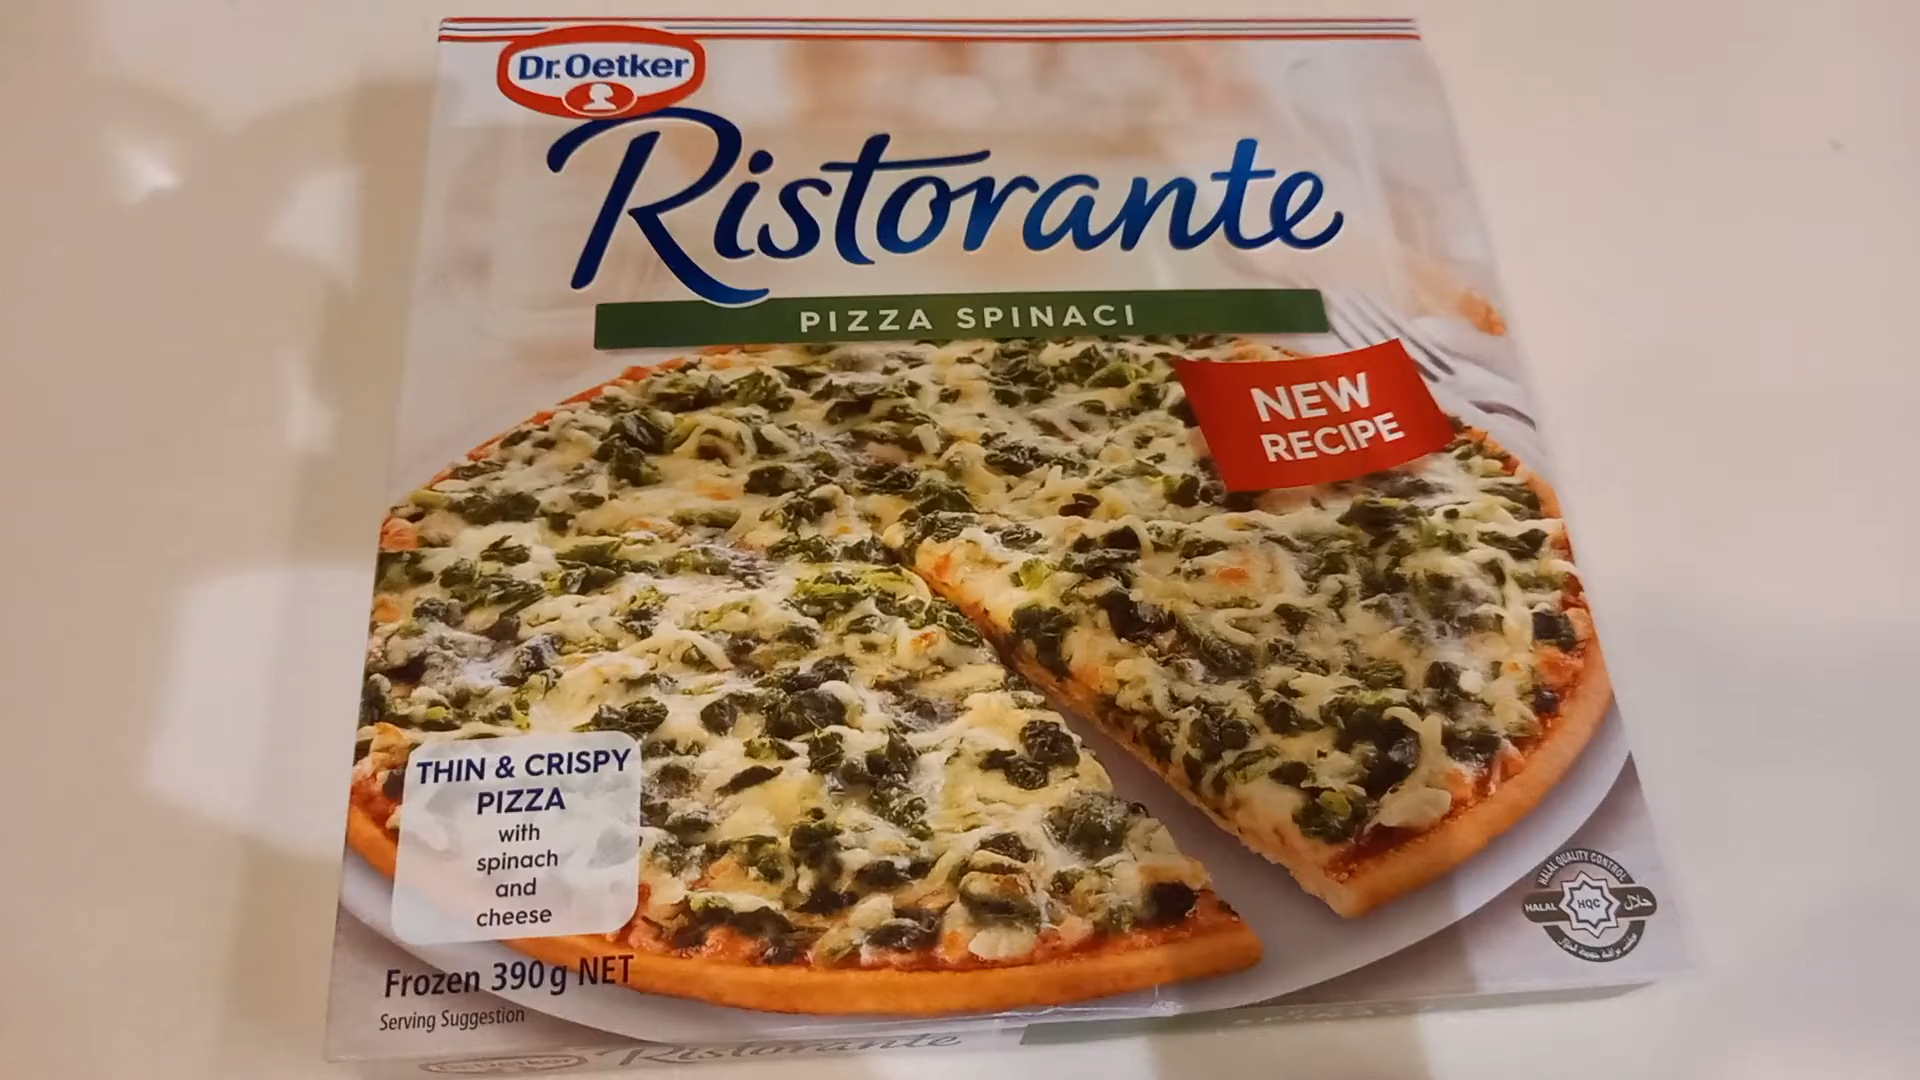 Dr. Oetker
Ristorante
PIZZA SPINACI
NEW
RECIPE
THIN & CRISPY
PIZZA
with
spinach
and
cheese
HALAL QUALITY CONTROL
HALAL
HQC
حلال
Frozen 390g NET
Serving Suggestion
Ristorante